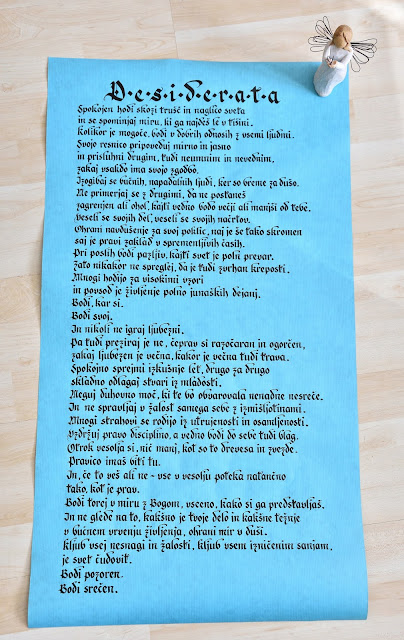 D·e·s·i·d·e·r·a·t·a
Spokojen hodi skozi trušč in naglico sveta
in se spominjaj miru, ki ga najdeš le v tišini.
Kolikor je mogoče, bodi v dobrih odnosih z vsemi ljudmi.
Svojo resnico pripoveduj mirno in jasno
in prisluhni drugim, tudi neumnim in nevednim,
zakaj vsakdo ima svojo zgodbo.
Izogibaj se bučnih, napadalnih ljudi, ker so breme za dušo.
Ne primerjaj se z drugimi, da ne postaneš
zagrenjen ali ohol, kajti vedno bodo večji ali manjši od tebe.
Veseli se svojih del, veseli se svojih načrtov.
Ohrani navdušenje za svoj poklic, naj je še tako skromen
saj je pravi zaklad v spremenljivih časih.
Pri poslih bodi pazljiv, kajti svet je poln prevar.
Zato nikakor ne spreglej, da je tudi zvrhan kreposti.
Mnogi hodijo za visokimi vzori
in povsod je življenje polno junaških dejanj.
Bodi, kar si.
Bodi svoj.
In nikoli ne igraj ljubezni.
Pa tudi preziraj je ne, čeprav si razočaran in ogorčen,
zakaj ljubezen je večna, kakor je večna tudi trava.
Spokojno sprejmi izkušnje let, drugo za drugo
skladno odlagaj stvari iz mladosti.
Neguj duhovno moč, ki te bo obvarovala nenadne nesreče.
In ne spravljaj v žalost samega sebe z izmišljotinami.
Mnogi strahovi se rodijo iz utrujenosti in osamljenosti.
Vzdržuj pravo disciplino, a vedno bodi do sebe tudi blag.
Otrok vesolja si, nič manj, kot so to drevesa in zvezde.
Pravico imaš biti tu.
In, če to veš ali ne - vse v vesolju poteka natančno
tako, kot je prav.
Bodi torej v miru z Bogom, vseeno, kako si ga predstavljaš.
In ne glede na to, kakšno je tvoje delo in kakšne težnje
v bučnem vrvenju življenja, ohrani mir v duši.
Kljub vsej nesnagi in žalosti, kljub vsem izničenim sanjam,
je svet čudovit.
Bodi pozoren.
Bodi srečen.